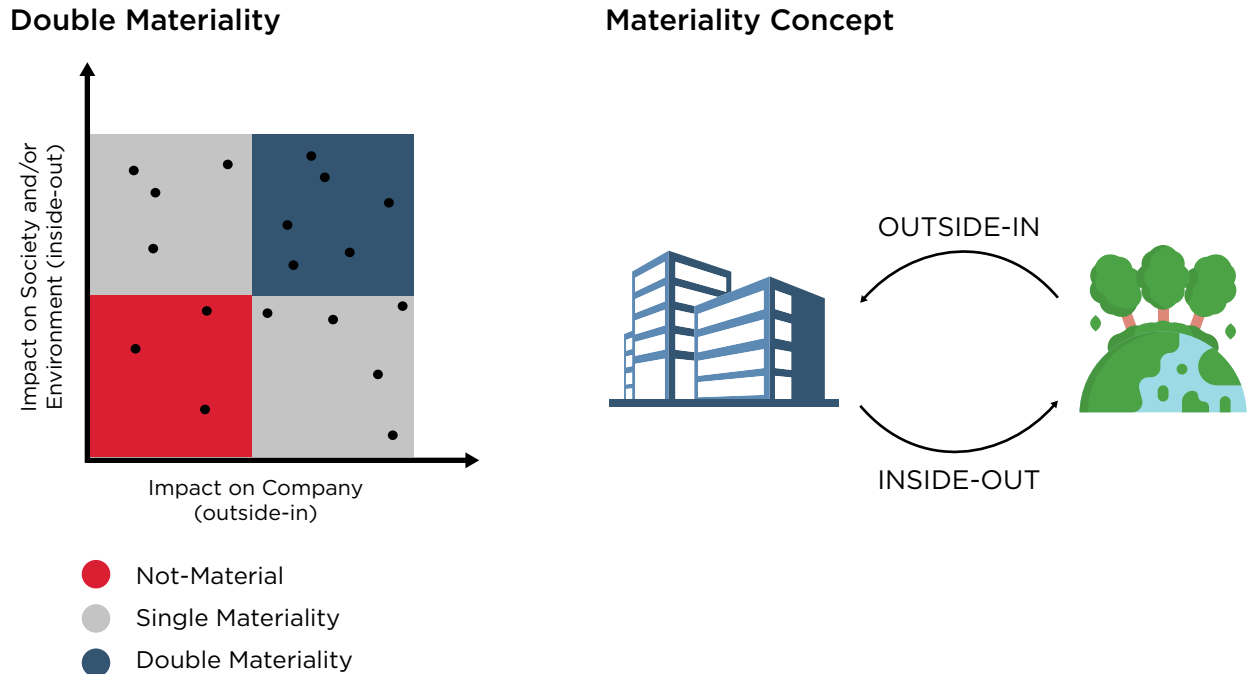 Double Materiality
Materiality Concept
Impact on Society and/or
Environment (inside-out)
Impact on Company
(outside-in)
Not-Material
Single Materiality
Double Materiality
OUTSIDE-IN
INSIDE-OUT